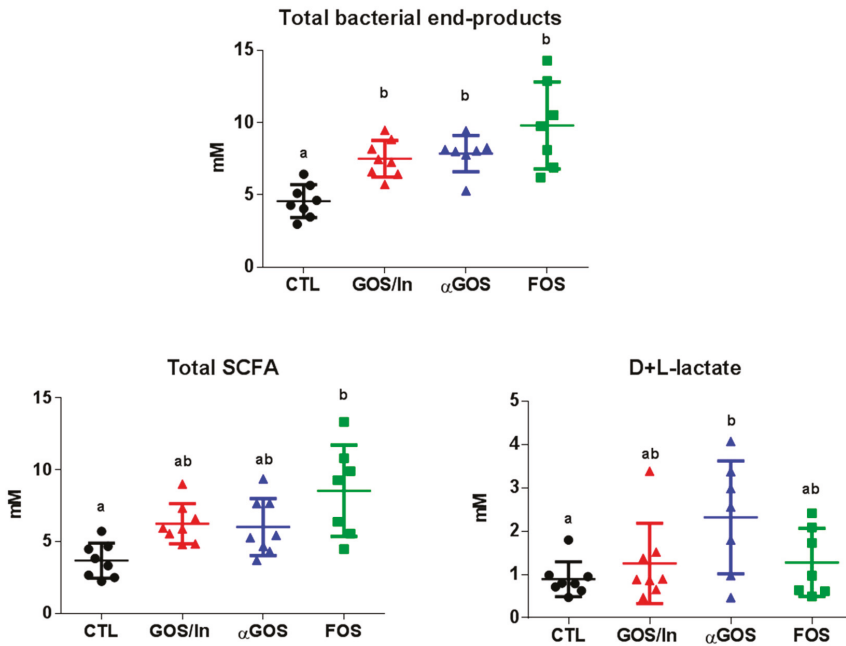 Total bacterial end-products
b
15
b
b
10
mM
a
5
0
CTL GOS/In αGOS FOS
Total SCFA
15
b
ab
ab
10
mM
a
5
0
CTL GOS/In αGOS FOS
D+L-lactate
5
b
4
ab
ab
3
mM
a
2
1
0
CTL GOS/In αGOS FOS